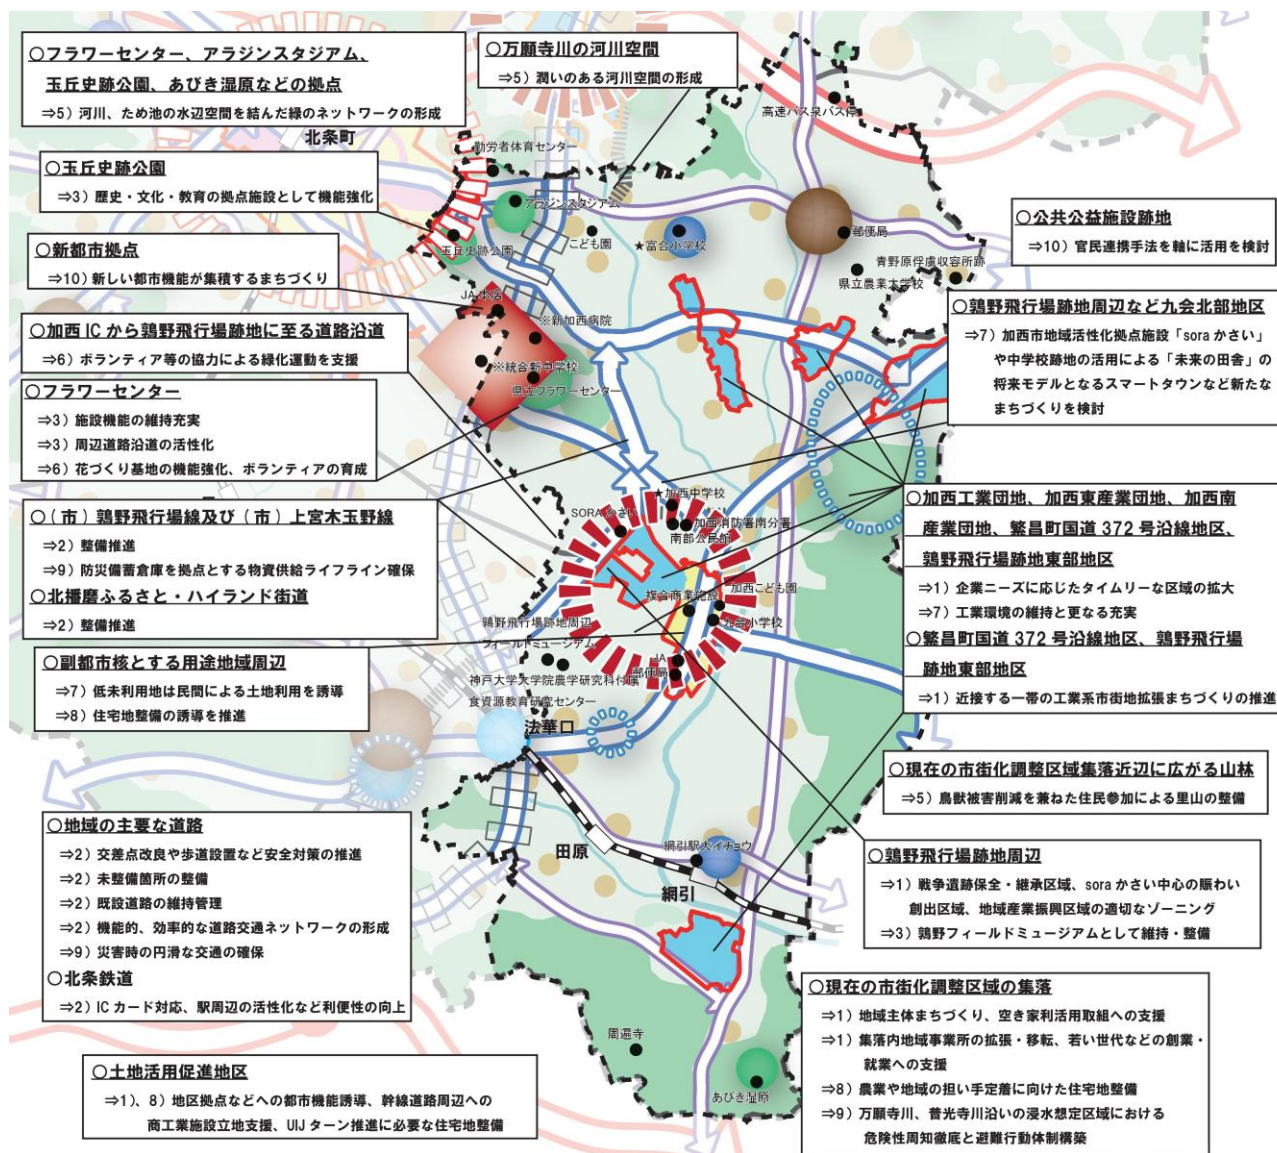 ○フラワーセンター、アラジンスタジアム、
玉丘史跡公園、あびき湿原などの拠点
⇒5）河川、ため池の水辺空間を結んだ緑のネットワークの形成
○万願寺川の河川空間
⇒5）潤いのある河川空間の形成
高速バス泉バス停
北条町
勤労者体育センター
○玉丘史跡公園
⇒3）歴史・文化・教育の拠点施設として機能強化
アラジンスタジアム
こども園
★富合小学校
郵便局
玉丘史跡公園
青野原俘虜収容所跡
県立農業大学校
○公共公益施設跡地
⇒10）官民連携手法を軸に活用を検討
○新都市拠点
⇒10）新しい都市機能が集積するまちづくり
JA本店
※新加西病院
※統合新中学校
県立フラワーセンター
○鶉野飛行場跡地周辺など九会北部地区
⇒7）加西市地域活性化拠点施設「sora かさい」
や中学校跡地の活用による「未来の田舎」の
将来モデルとなるスマートタウンなど新たな
まちづくりを検討
○加西 IC から鶉野飛行場跡地に至る道路沿道
⇒6）ボランティア等の協力による緑化運動を支援
○フラワーセンター
⇒3）施設機能の維持充実
⇒3）周辺道路沿道の活性化
⇒6）花づくり基地の機能強化、ボランティアの育成
★加西中学校
SORA かさい
加西消防署南分署
南部公民館
加西こども園
複合商業施設
九会小学校
鶉野飛行場跡地周辺
フィールドミュージアム
JA
郵便局
神戸大学大学院農学研究科付属
食資源教育研究センター
○(市）鶉野飛行場線及び(市）上宮木玉野線
⇒2）整備推進
⇒9）防災備蓄倉庫を拠点とする物資供給ライフライン確保
○北播磨ふるさと・ハイランド街道
⇒2）整備推進
○加西工業団地、加西東産業団地、加西南
産業団地、繁昌町国道 372 号沿線地区、
鶉野飛行場跡地東部地区
⇒1）企業ニーズに応じたタイムリーな区域の拡大
⇒7）工業環境の維持と更なる充実
○繁昌町国道 372 号沿線地区、鶉野飛行場
跡地東部地区
⇒1）近接する一帯の工業系市街地拡張まちづくりの推進
○副都市核とする用途地域周辺
⇒7）低未利用地は民間による土地利用を誘導
⇒8）住宅地整備の誘導を推進
法華口
○現在の市街化調整区域集落近辺に広がる山林
⇒5）鳥獣被害削減を兼ねた住民参加による里山の整備
○地域の主要な道路
⇒2）交差点改良や歩道設置など安全対策の推進
⇒2）未整備箇所の整備
⇒2）既設道路の維持管理
⇒2）機能的、効率的な道路交通ネットワークの形成
⇒9）災害時の円滑な交通の確保
○北条鉄道
⇒2）IC カード対応、駅周辺の活性化など利便性の向上
田原
網引駅大イチョウ
網引
○鶉野飛行場跡地周辺
⇒1）戦争遺跡保全・継承区域、sora かさい中心の賑わい
創出区域、地域産業振興区域の適切なゾーニング
⇒3）鶉野フィールドミュージアムとして維持・整備
○現在の市街化調整区域の集落
⇒1）地域主体まちづくり、空き家利活用取組への支援
⇒1）集落内地域事業所の拡張・移転、若い世代などの創業・
就業への支援
⇒8）農業や地域の担い手定着に向けた住宅地整備
⇒9）万願寺川、普光寺川沿いの浸水想定区域における
危険性周知徹底と避難行動体制構築
周遍寺
あびき湿原
○土地活用促進地区
⇒1）、8）地区拠点などへの都市機能誘導、幹線道路周辺への
商工業施設立地支援、UIJ ターン推進に必要な住宅地整備